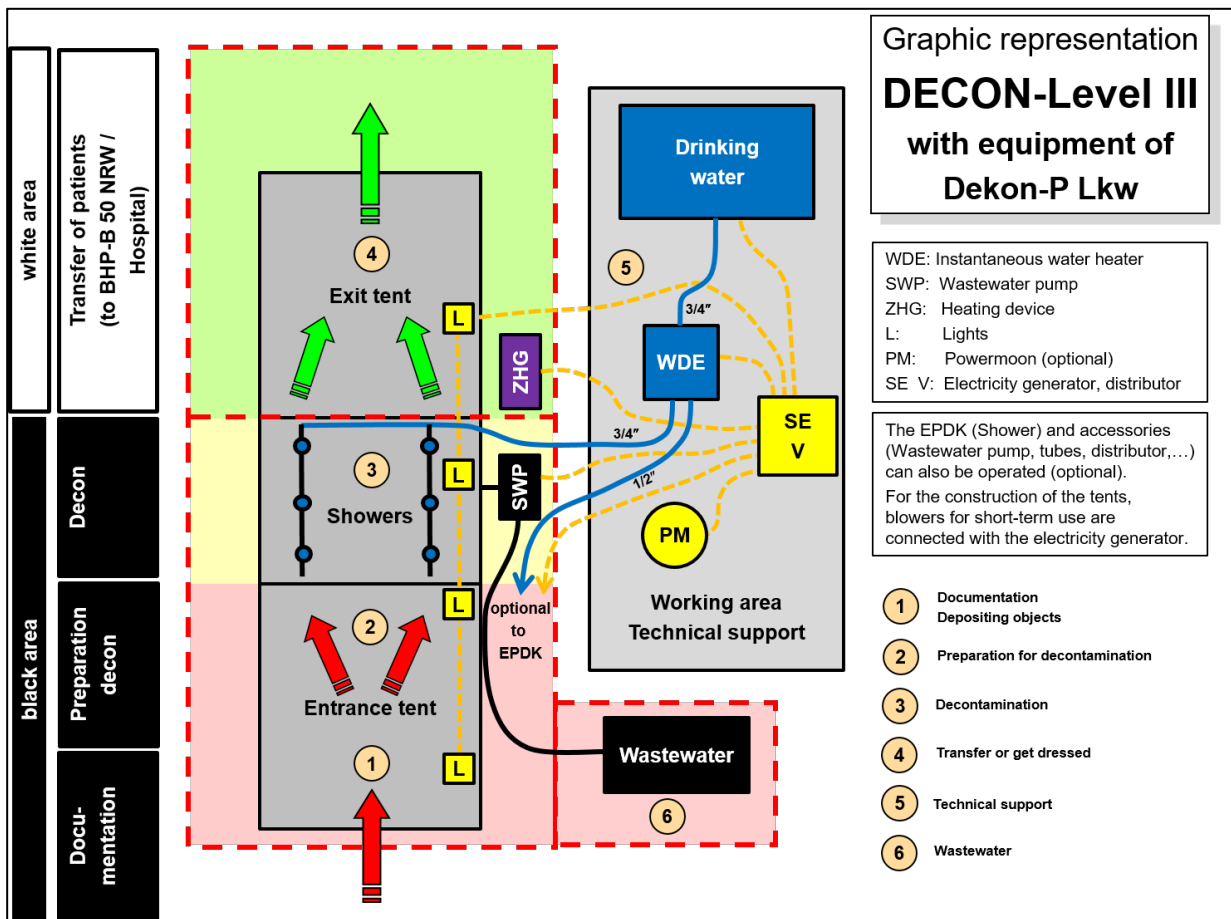 Graphic representation
DECON-Level III
with equipment of
Dekon-P Lkw
white area
Transfer of patients
(to BHP-B 50 NRW /
Hospital)
black area
Decon
Preparation
decon
Docu-
mentation
4
Exit tent
L
ZHG
3
Showers
L
SWP
2
L
Entrance tent
1
L
optional
to
EPDK
Drinking
water
5
3/4″
WDE
3/4″
1/2″
SE
V
PM
Working area
Technical support
Wastewater
6
WDE: Instantaneous water heater
SWP: Wastewater pump
ZHG: Heating device
L: Lights
PM: Powermoon (optional)
SE V: Electricity generator, distributor
The EPDK (Shower) and accessories
(Wastewater pump, tubes, distributor,…)
can also be operated (optional).
For the construction of the tents,
blowers for short-term use are
connected with the electricity generator.
1 Documentation
Depositing objects
2 Preparation for decontamination
3 Decontamination
4 Transfer or get dressed
5 Technical support
6 Wastewater